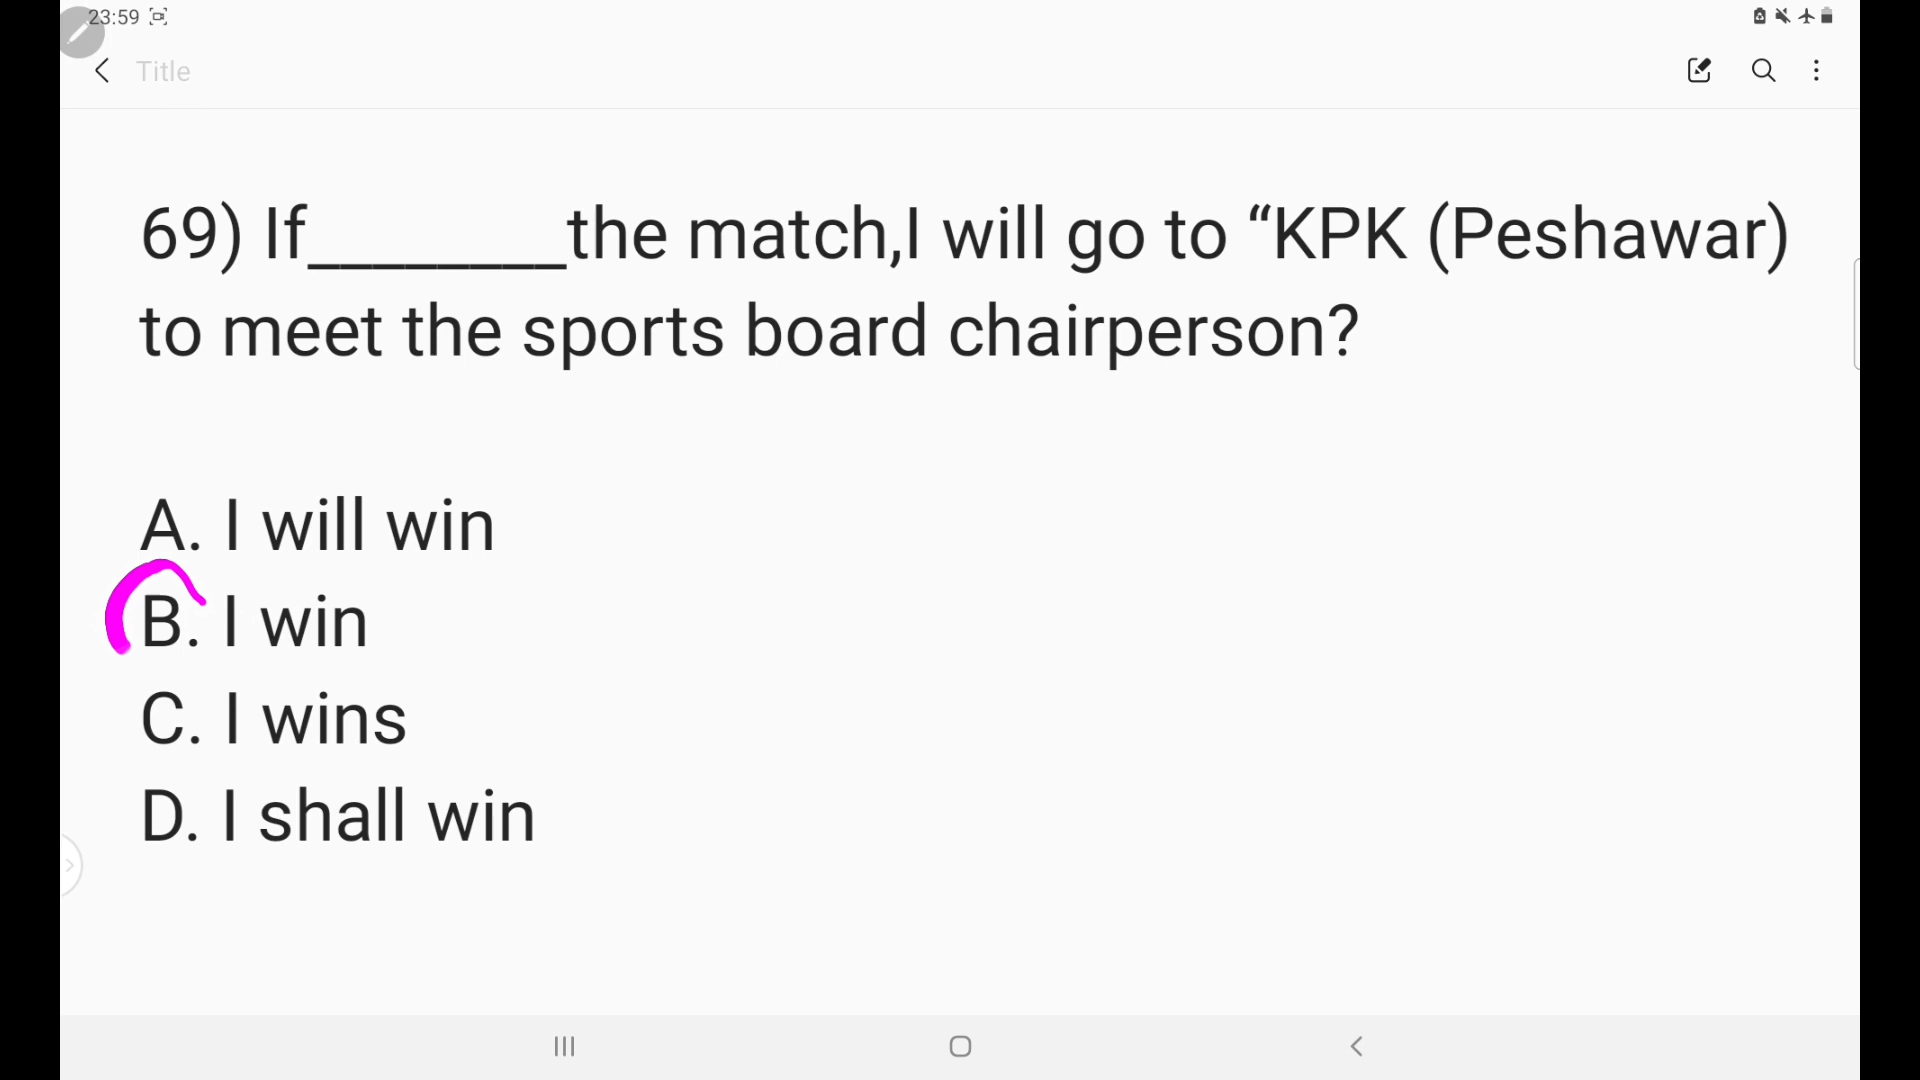 23:59
Title
69) If________the match,I will go to “KPK (Peshawar)
to meet the sports board chairperson?
A. I will win
B. I win
C. I wins
D. I shall win